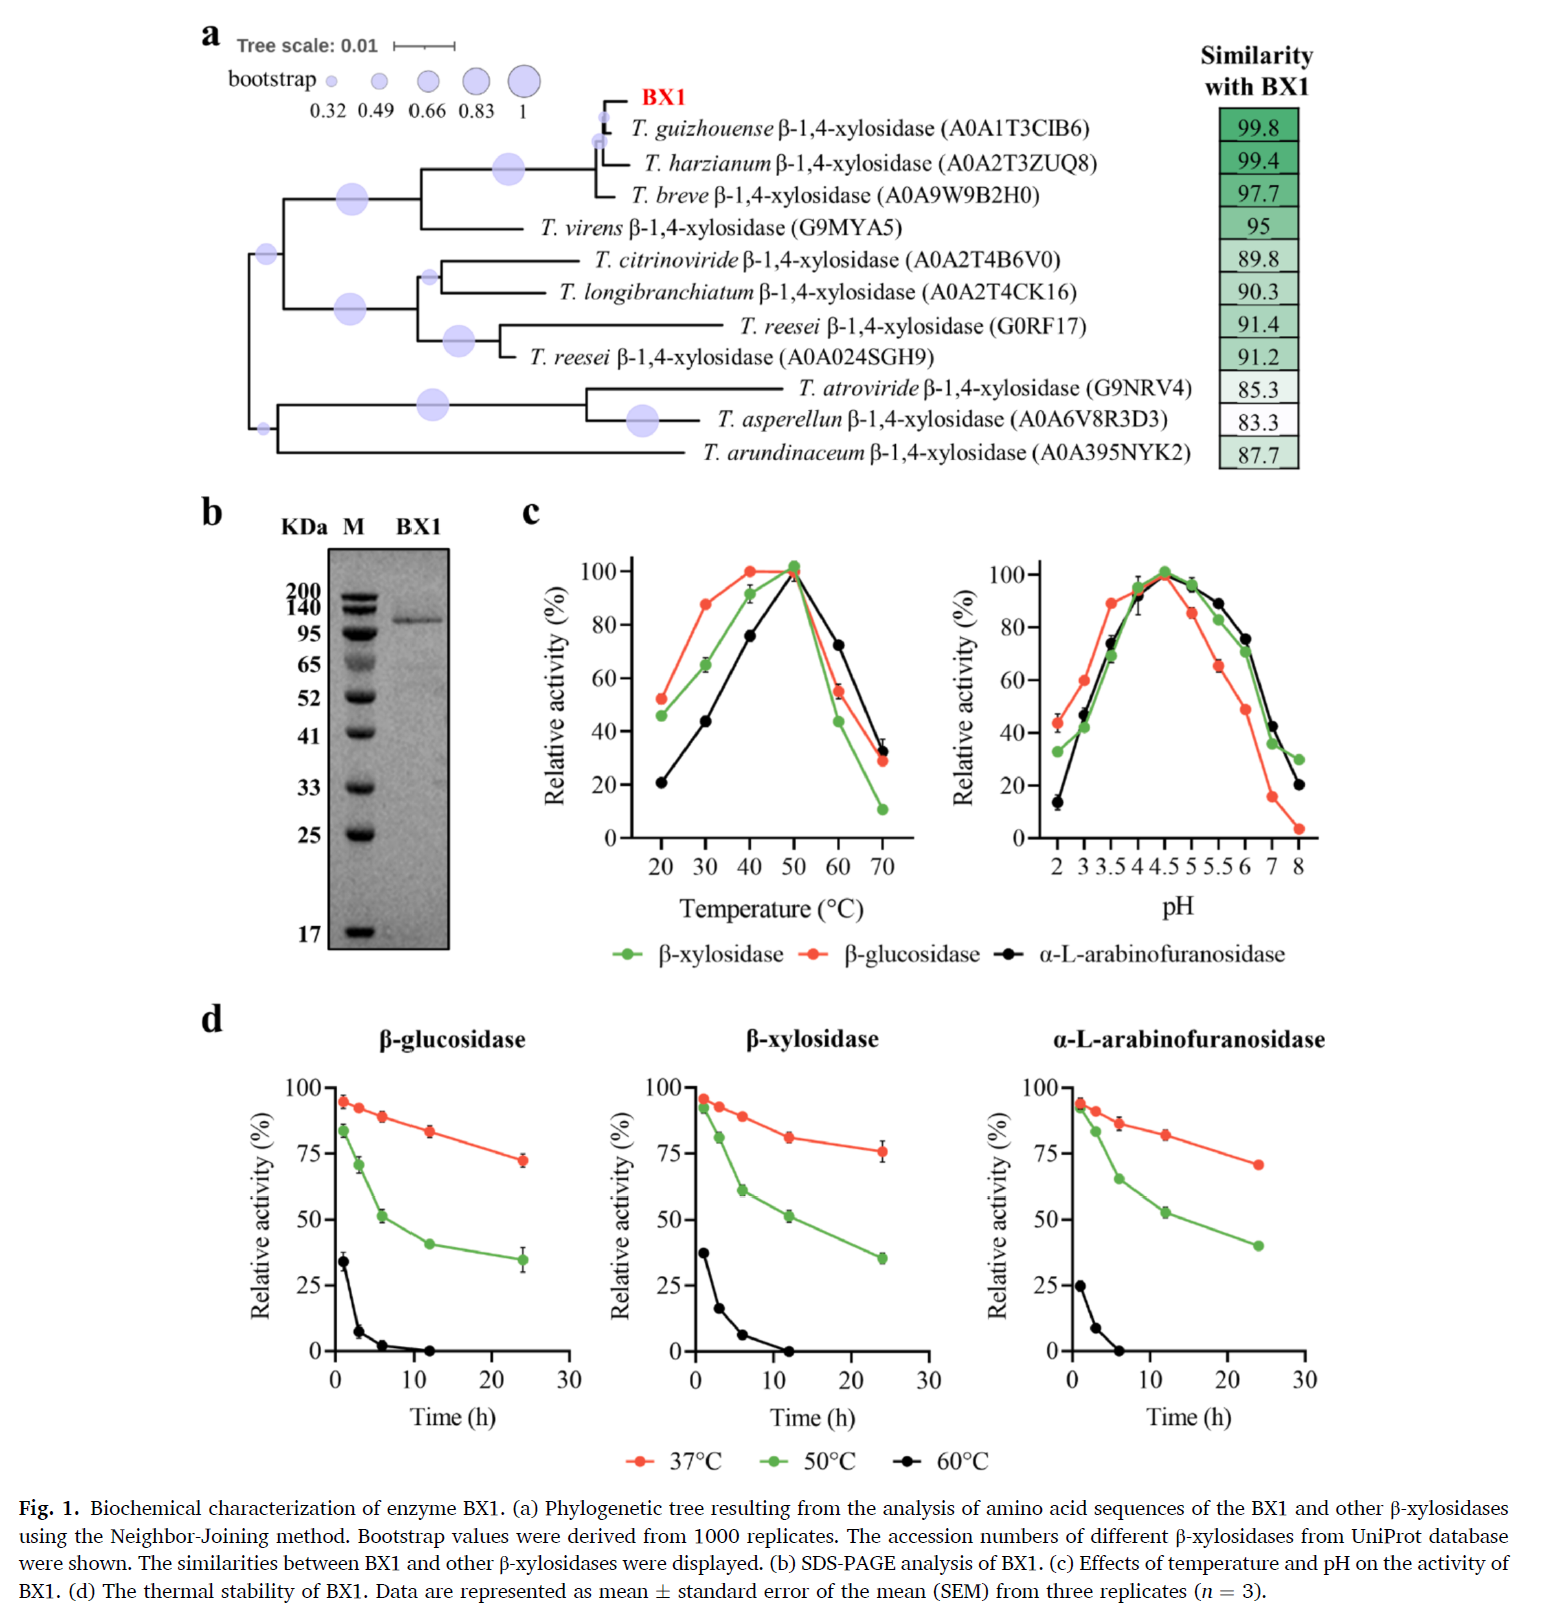 a
Tree scale: 0.01
bootstrap
0.32 0.49 0.66 0.83 1
Similarity
with BX1
BX1
T. guizhouense β-1,4-xylosidase (A0A1T3CIB6) 99.8
T. harzianum β-1,4-xylosidase (A0A2T3ZUQ8) 99.4
T. breve β-1,4-xylosidase (A0A9W9B2H0) 97.7
T. virens β-1,4-xylosidase (G9MYA5) 95
T. citrinoviride β-1,4-xylosidase (A0A2T4B6V0) 89.8
T. longibranchiatum β-1,4-xylosidase (A0A2T4CK16) 90.3
T. reesei β-1,4-xylosidase (G0RF17) 91.4
T. reesei β-1,4-xylosidase (A0A024SGH9) 91.2
T. atroviride β-1,4-xylosidase (G9NRV4) 85.3
T. asperellun β-1,4-xylosidase (A0A6V8R3D3) 83.3
T. arundinaceum β-1,4-xylosidase (A0A395NYK2) 87.7
b
KDa M BX1
200
140
95
65
52
41
33
25
17
c
Relative activity (%)
100
80
60
40
20
0
20 30 40 50 60 70
Temperature (°C)
Relative activity (%)
100
80
60
40
20
0
2 3 3.5 4 4.5 5 5.5 6 7 8
pH
β-xylosidase β-glucosidase α-L-arabinofuranosidase
d
β-glucosidase
Relative activity (%)
100
75
50
25
0
0 10 20 30
Time (h)
β-xylosidase
Relative activity (%)
100
75
50
25
0
0 10 20 30
Time (h)
α-L-arabinofuranosidase
Relative activity (%)
100
75
50
25
0
0 10 20 30
Time (h)
37°C 50°C 60°C
Fig. 1. Biochemical characterization of enzyme BX1. (a) Phylogenetic tree resulting from the analysis of amino acid sequences of the BX1 and other β-xylosidases
using the Neighbor-Joining method. Bootstrap values were derived from 1000 replicates. The accession numbers of different β-xylosidases from UniProt database
were shown. The similarities between BX1 and other β-xylosidases were displayed. (b) SDS-PAGE analysis of BX1. (c) Effects of temperature and pH on the activity of
BX1. (d) The thermal stability of BX1. Data are represented as mean ± standard error of the mean (SEM) from three replicates (n = 3).